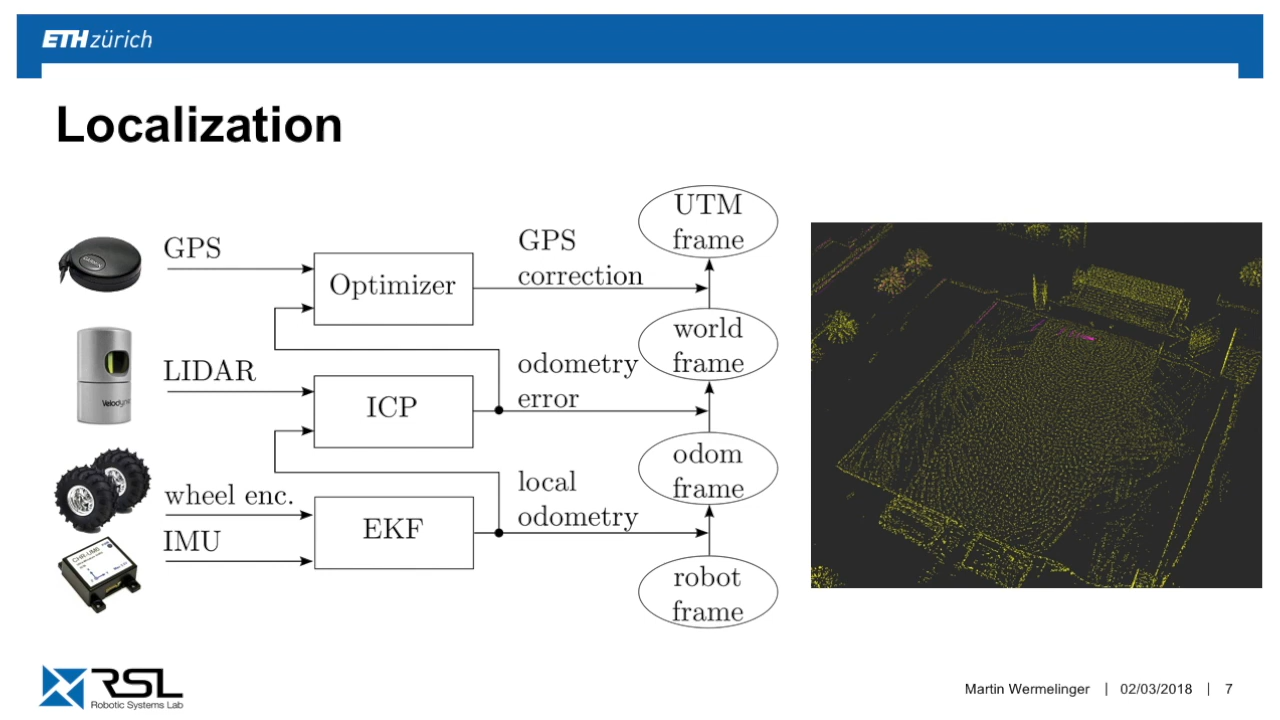 ETH zürich
Localization
GPS
LIDAR
Velodyne
wheel enc.
IMU
Optimizer
ICP
EKF
GPS
correction
odometry
error
local
odometry
UTM
frame
world
frame
odom
frame
robot
frame
RSL
Robotic Systems Lab
Martin Wermelinger | 02/03/2018 | 7